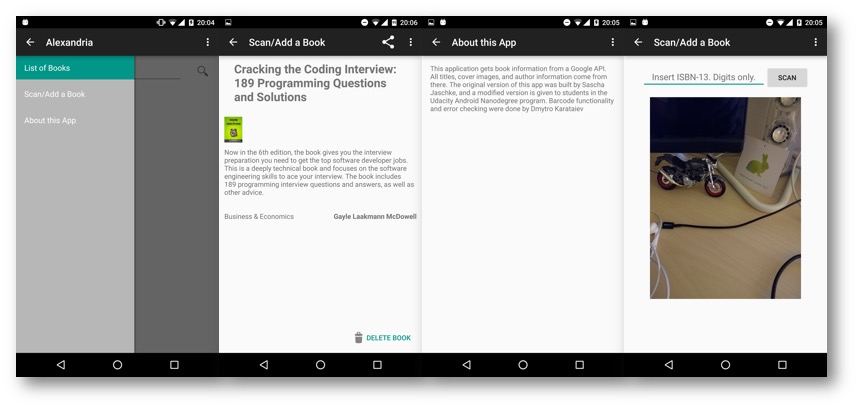 20:04
Alexandria
List of Books
Scan/Add a Book
About this App
20:06
Scan/Add a Book
Cracking the Coding Interview:
189 Programming Questions
and Solutions
Now in the 6th edition, the book gives you the interview
preparation you need to get the top software developer jobs.
This is a deeply technical book and focuses on the software
engineering skills to ace your interview. The book includes
189 programming interview questions and answers, as well as
other advice.
Business & Economics
Gayle Laakmann McDowell
DELETE BOOK
20:05
About this App
This application gets book information from a Google API.
All titles, cover images, and author information come from
there. The original version of this app was built by Sascha
Jaschke, and a modified version is given to students in the
Udacity Android Nanodegree program. Barcode functionality
and error checking were done by Dmytro Karataiev
20:05
Scan/Add a Book
Insert ISBN-13. Digits only.
SCAN